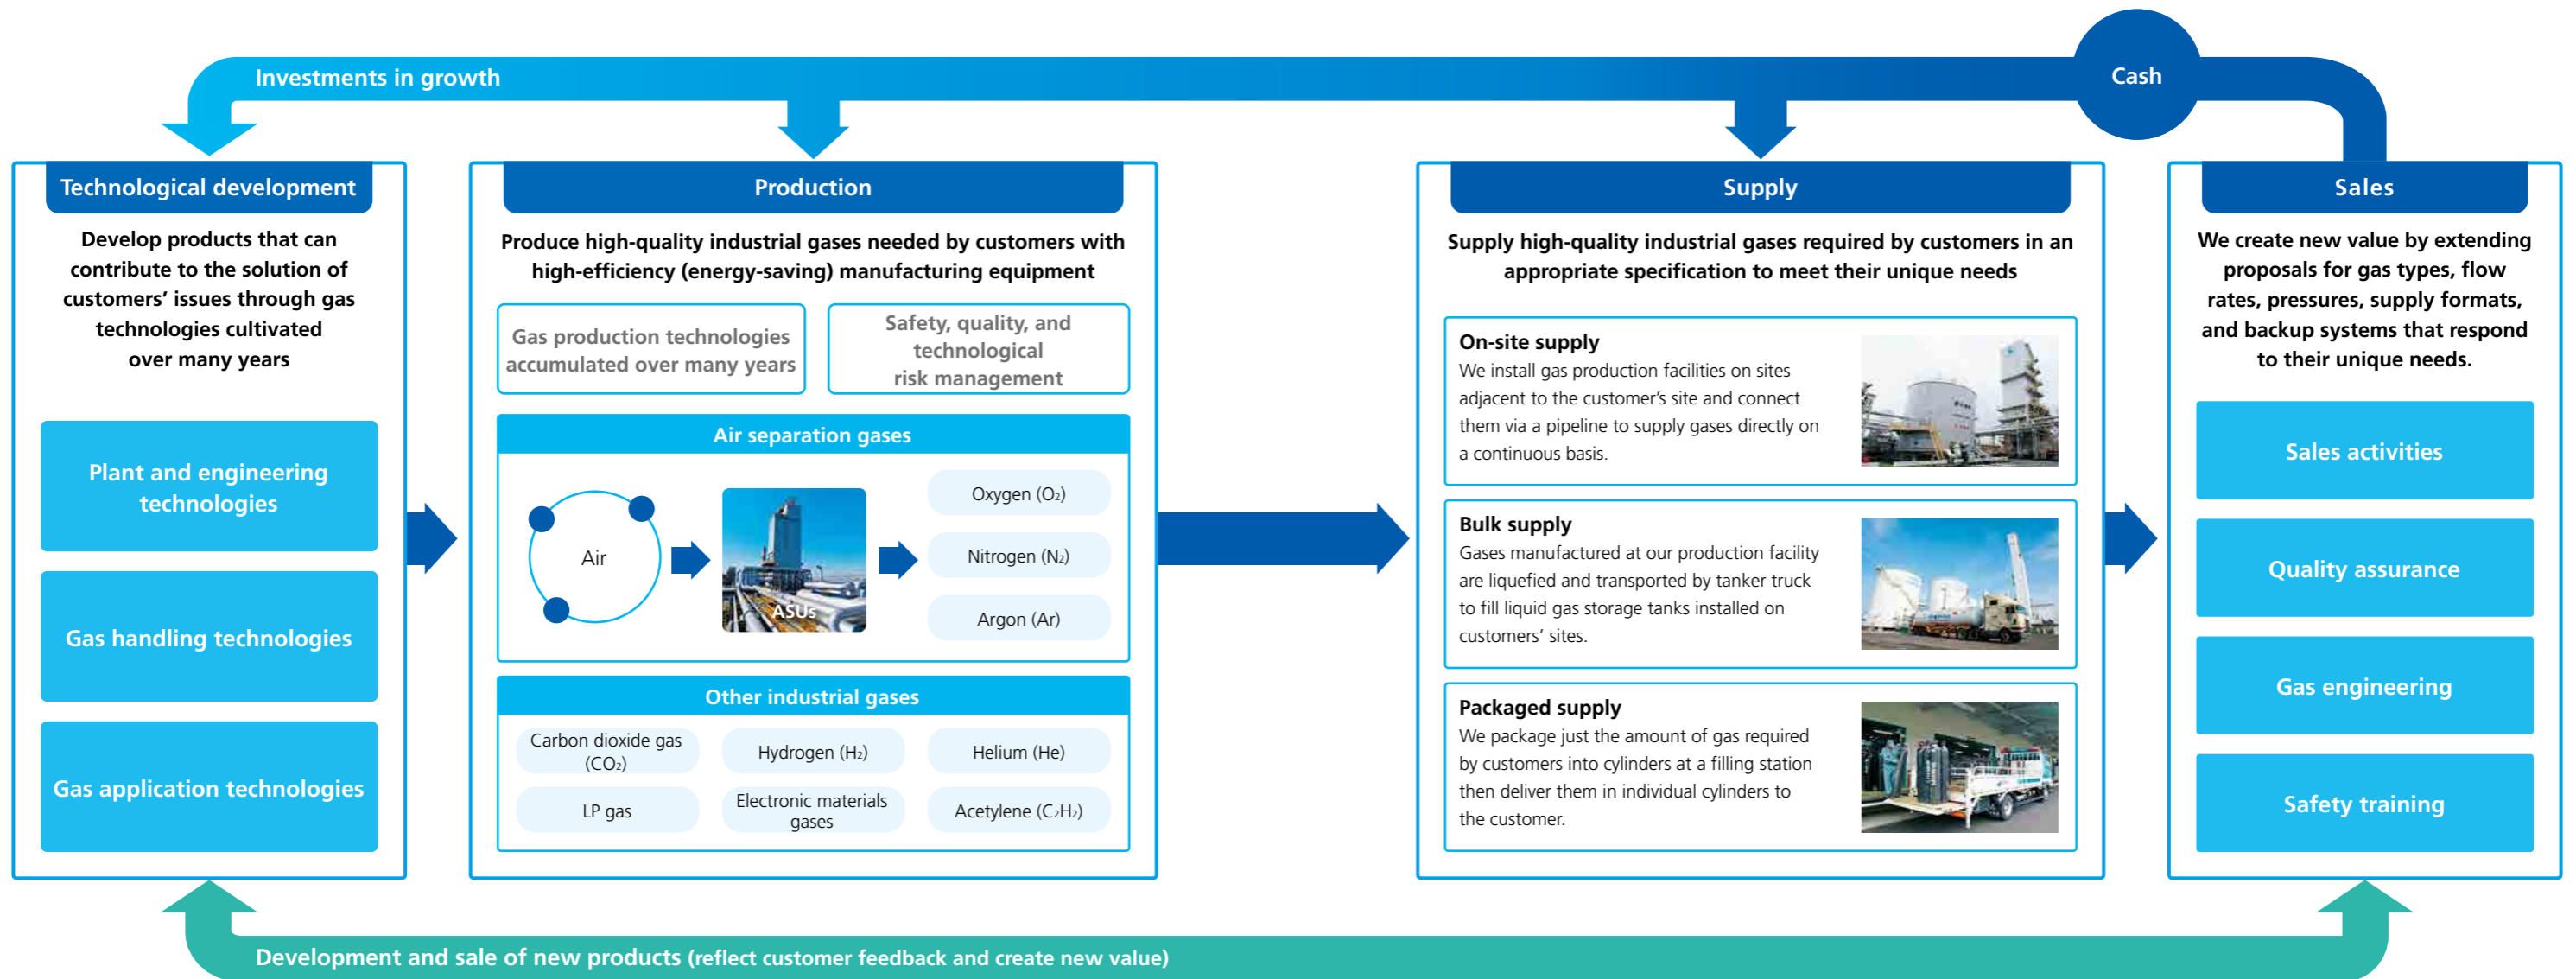 Investments in growth
Cash
Technological development
Develop products that can
contribute to the solution of
customers’ issues through gas
technologies cultivated
over many years
Plant and engineering
technologies
Gas handling technologies
Gas application technologies
Production
Produce high-quality industrial gases needed by customers with
high-efficiency (energy-saving) manufacturing equipment
Gas production technologies
accumulated over many years
Safety, quality, and
technological
risk management
Air separation gases
Air
ASUs
Oxygen (O₂)
Nitrogen (N₂)
Argon (Ar)
Other industrial gases
Carbon dioxide gas
(CO₂)
Hydrogen (H₂)
Helium (He)
LP gas
Electronic materials
gases
Acetylene (C₂H₂)
Supply
Supply high-quality industrial gases required by customers in an
appropriate specification to meet their unique needs
On-site supply
We install gas production facilities on sites
adjacent to the customer’s site and connect
them via a pipeline to supply gases directly on
a continuous basis.
Bulk supply
Gases manufactured at our production facility
are liquefied and transported by tanker truck
to fill liquid gas storage tanks installed on
customers’ sites.
Packaged supply
We package just the amount of gas required
by customers into cylinders at a filling station
then deliver them in individual cylinders to
the customer.
Sales
We create new value by extending
proposals for gas types, flow
rates, pressures, supply formats,
and backup systems that respond
to their unique needs.
Sales activities
Quality assurance
Gas engineering
Safety training
Development and sale of new products (reflect customer feedback and create new value)